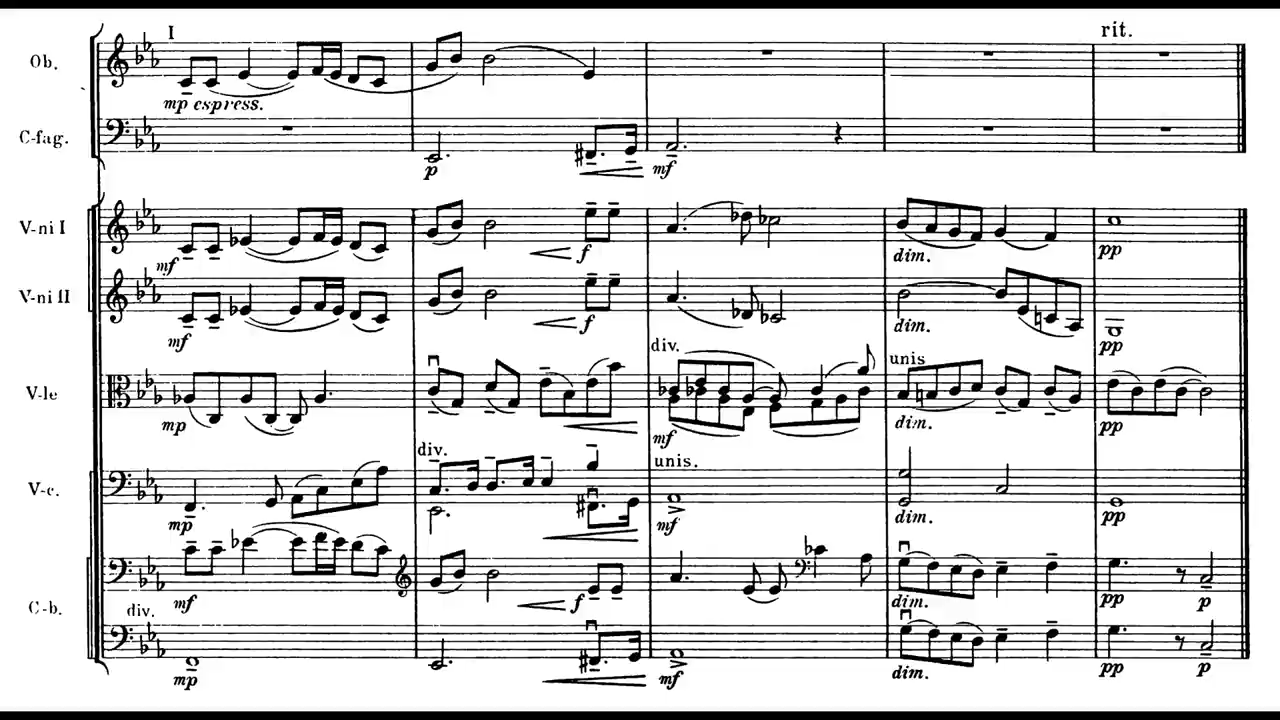 I rit.
Ob.
mp espress.
C-fag.
p mf
V-ni I
mf f dim. pp
V-ni II
mf f dim. pp
div. unis
V-le
mp mf dim. pp
div. unis.
V-c.
mp mf dim. pp
mf f dim. pp p
C-b.
div.
mp mf dim. pp p